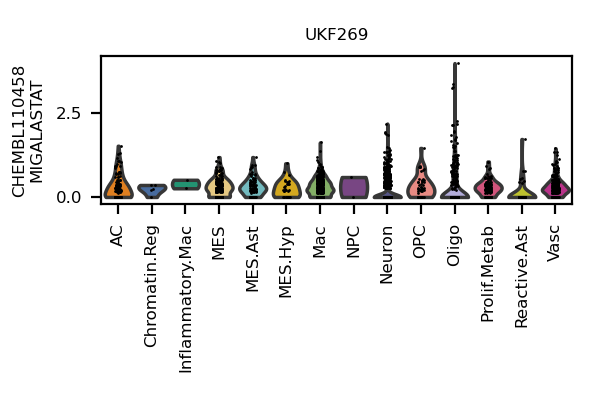 UKF269
CHEMBL110458
MIGALASTAT
2.5
0.0
AC
Chromatin.Reg
Inflammatory.Mac
MES
MES.Ast
MES.Hyp
Mac
NPC
Neuron
OPC
Oligo
Prolif.Metab
Reactive.Ast
Vasc